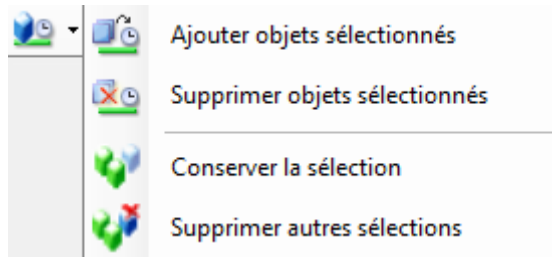 Ajouter objets sélectionnés
Supprimer objets sélectionnés
Conserver la sélection
Supprimer autres sélections